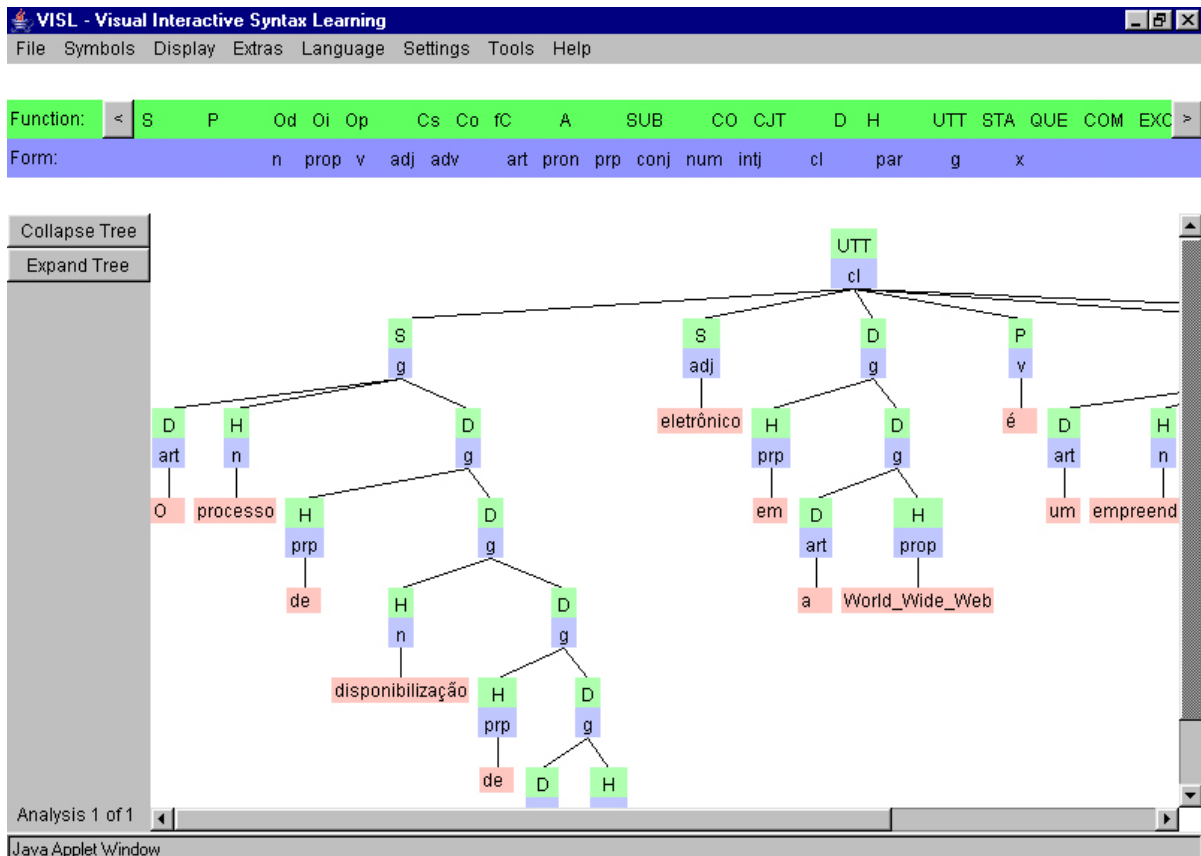 VISL - Visual Interactive Syntax Learning
File Symbols Display Extras Language Settings Tools Help
Function: < S P Od Oi Op Cs Co fC A SUB CO CJT D H UTT STA QUE COM EXC >
Form: n prop v adj adv art pron prp conj num intj cl par g x
Collapse Tree
Expand Tree
UTT
cl
S S D P
g adj g v
eletrônico é
D H D H D D H
art n g prp g art n
O processo em um empreend
H D D H
prp g art prop
de a World_Wide_Web
H D
n g
disponibilização
H D
prp g
de
D H
Analysis 1 of 1
Java Applet Window